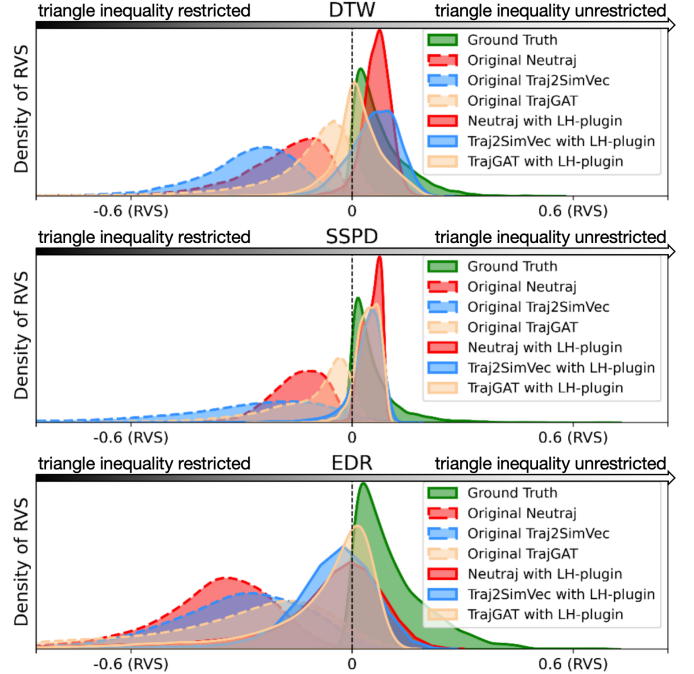 triangle inequality restricted DTW triangle inequality unrestricted
Density of RVS
Ground Truth
Original Neutraj
Original Traj2SimVec
Original TrajGAT
Neutraj with LH-plugin
Traj2SimVec with LH-plugin
TrajGAT with LH-plugin
-0.6 (RVS) 0 0.6 (RVS)
triangle inequality restricted SSPD triangle inequality unrestricted
Density of RVS
Ground Truth
Original Neutraj
Original Traj2SimVec
Original TrajGAT
Neutraj with LH-plugin
Traj2SimVec with LH-plugin
TrajGAT with LH-plugin
-0.6 (RVS) 0 0.6 (RVS)
triangle inequality restricted EDR triangle inequality unrestricted
Density of RVS
Ground Truth
Original Neutraj
Original Traj2SimVec
Original TrajGAT
Neutraj with LH-plugin
Traj2SimVec with LH-plugin
TrajGAT with LH-plugin
-0.6 (RVS) 0 0.6 (RVS)